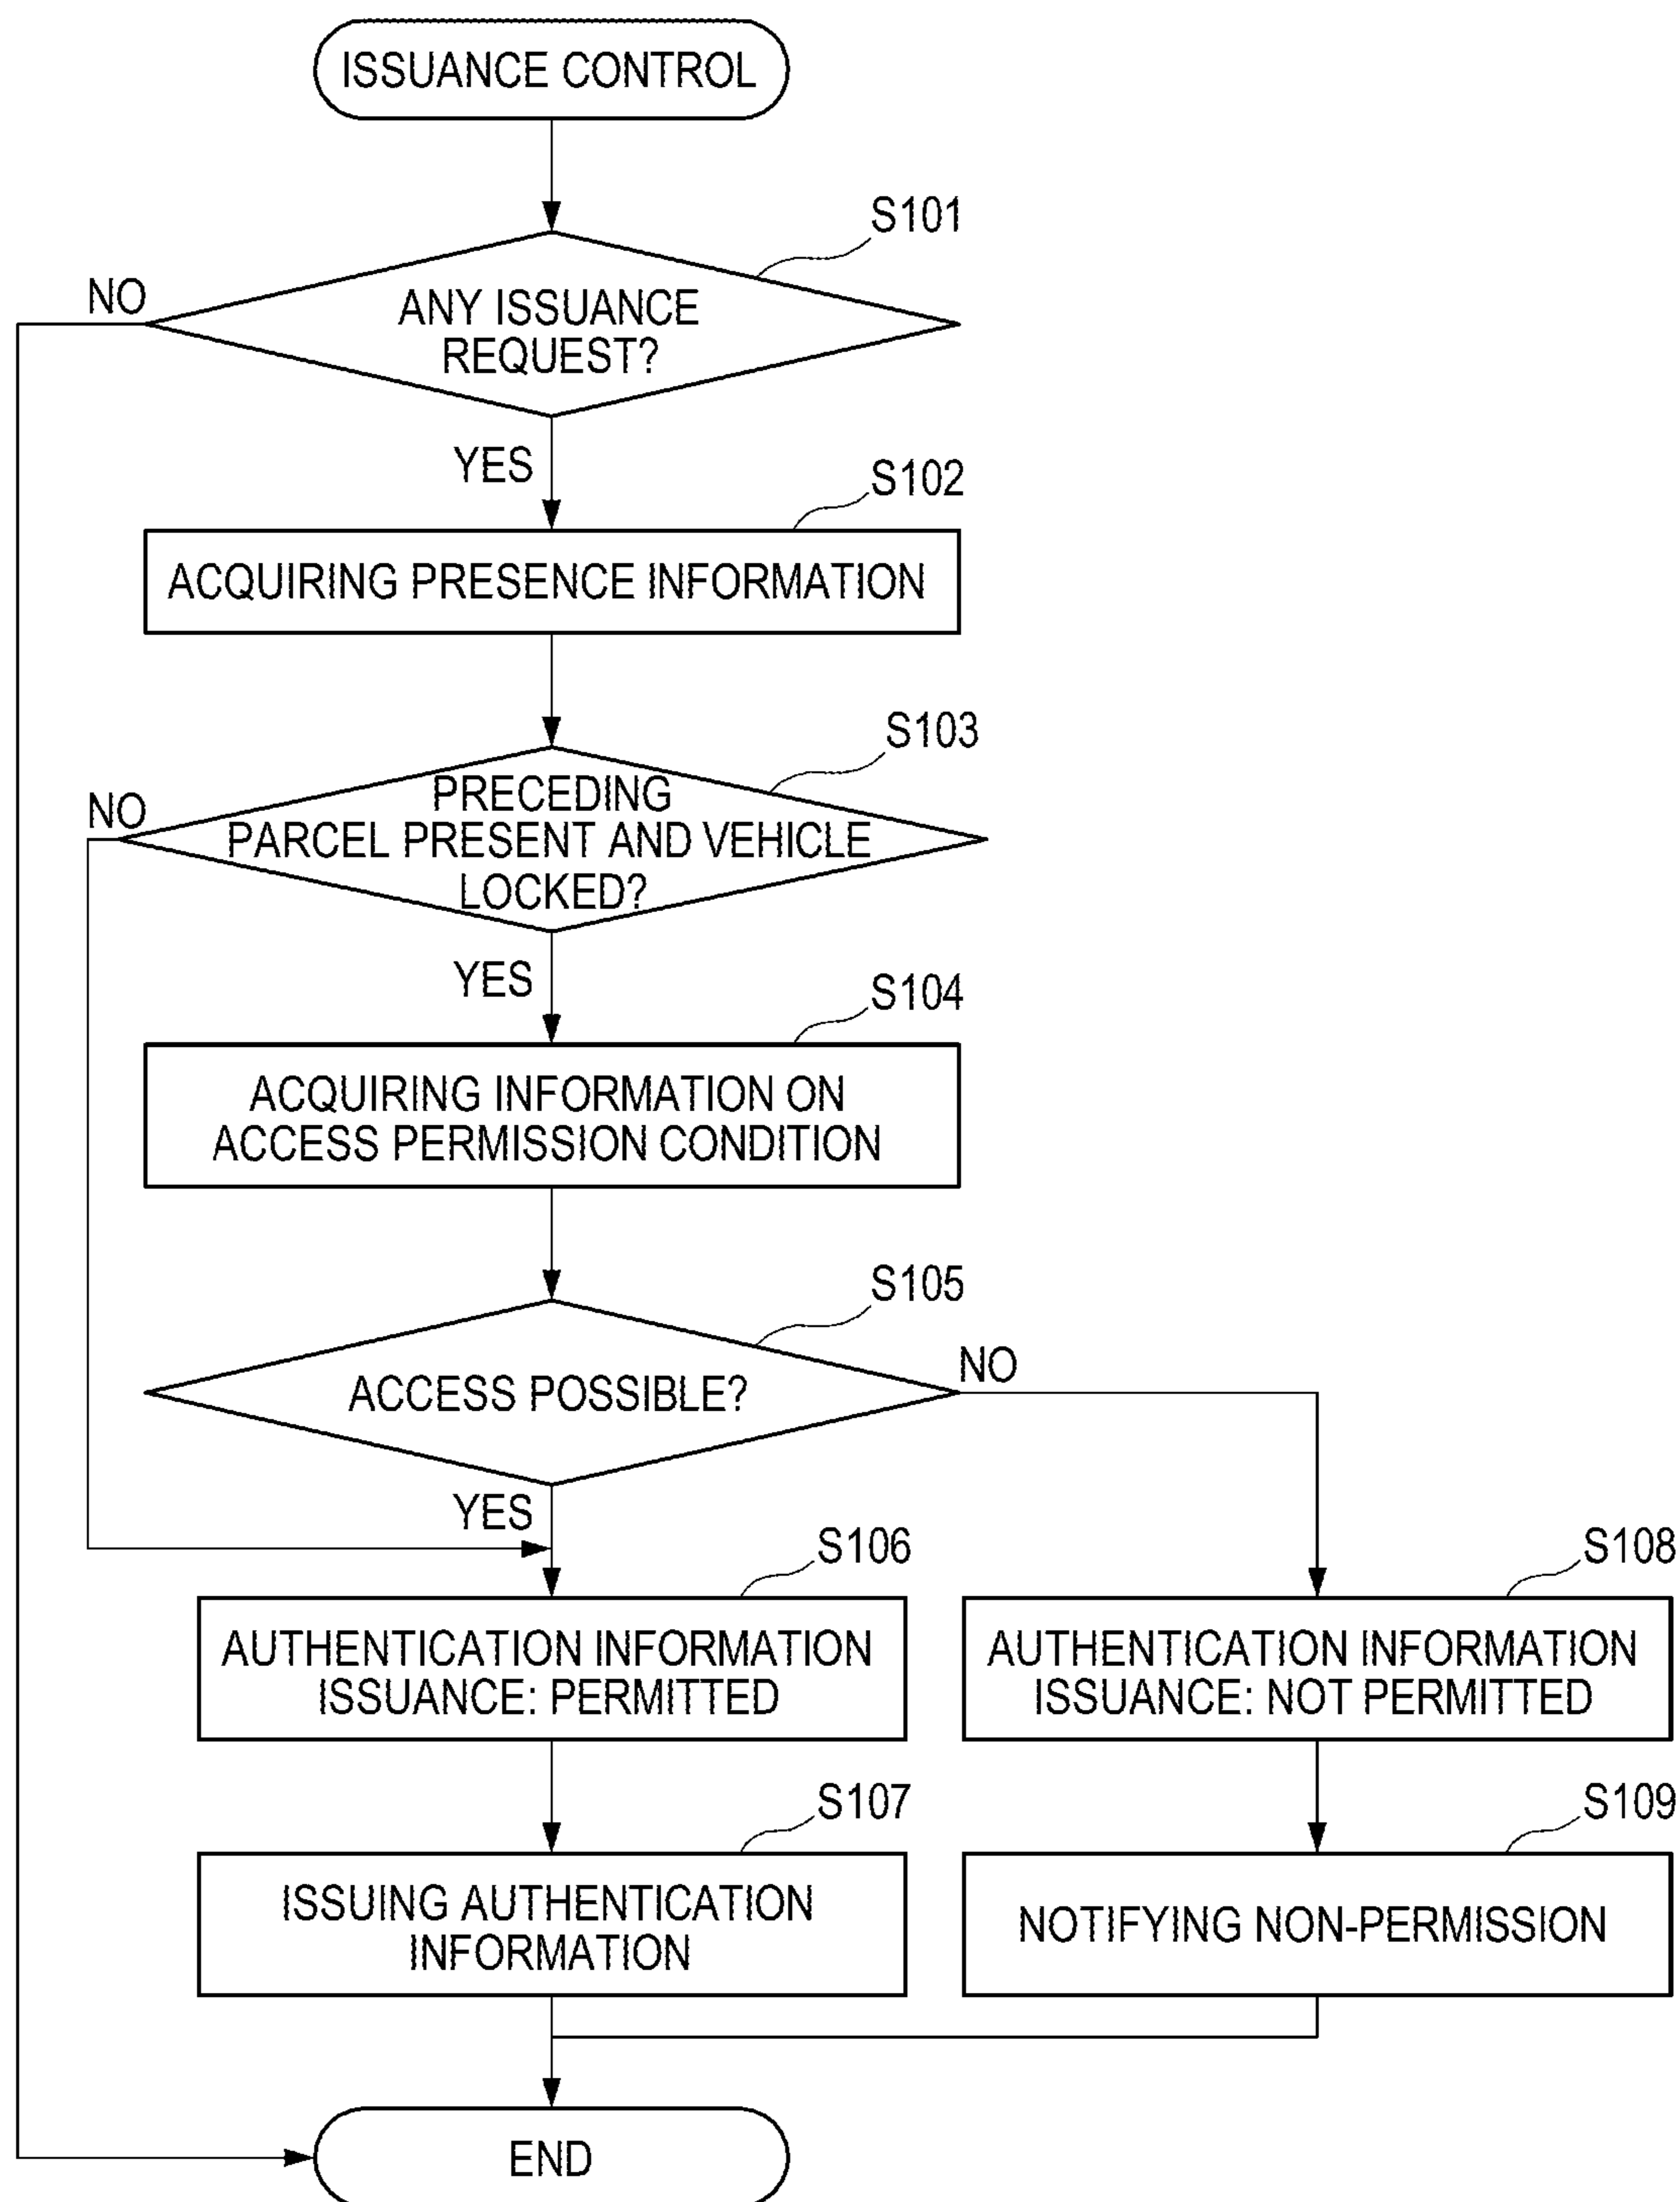 ISSUANCE CONTROL
S101
NO
ANY ISSUANCE
REQUEST?
YES
S102
ACQUIRING PRESENCE INFORMATION
S103
NO
PRECEDING
PARCEL PRESENT AND VEHICLE
LOCKED?
YES
S104
ACQUIRING INFORMATION ON
ACCESS PERMISSION CONDITION
S105
NO
ACCESS POSSIBLE?
YES
S106
AUTHENTICATION INFORMATION
ISSUANCE: PERMITTED
S108
AUTHENTICATION INFORMATION
ISSUANCE: NOT PERMITTED
S107
ISSUING AUTHENTICATION
INFORMATION
S109
NOTIFYING NON-PERMISSION
END